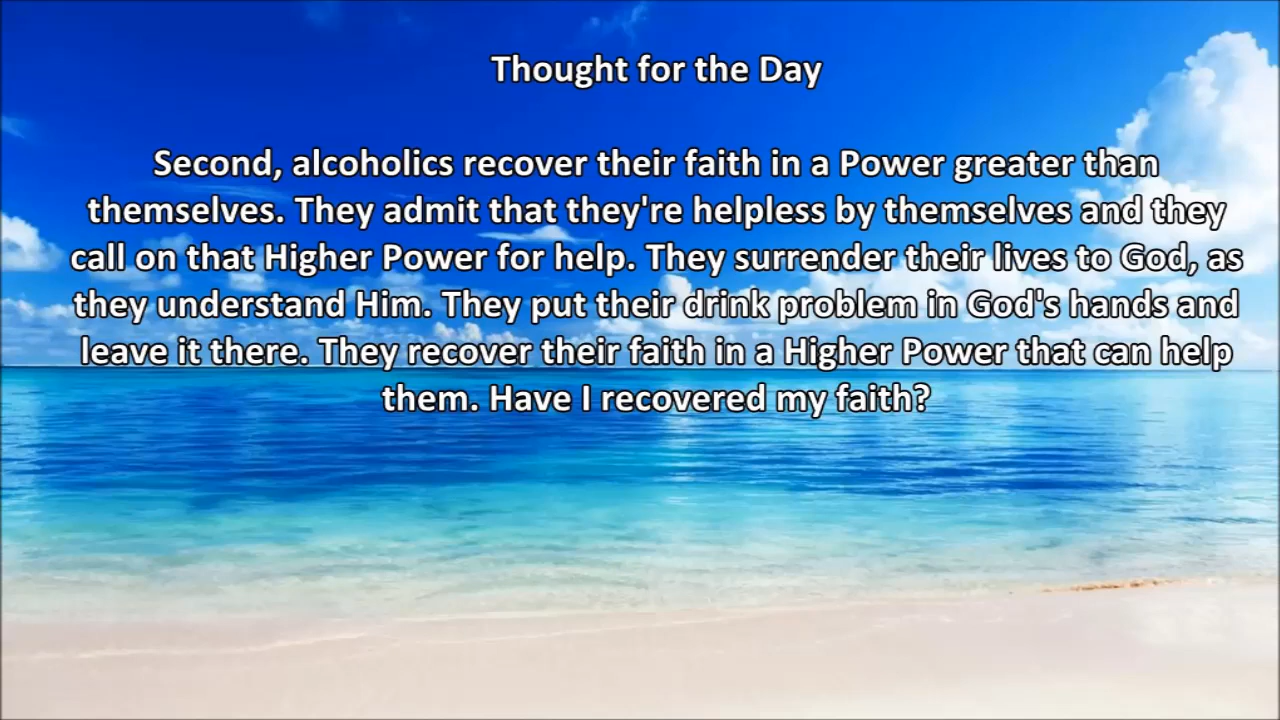 Thought for the Day
Second, alcoholics recover their faith in a Power greater than
themselves. They admit that they're helpless by themselves and they
call on that Higher Power for help. They surrender their lives to God, as
they understand Him. They put their drink problem in God's hands and
leave it there. They recover their faith in a Higher Power that can help
them. Have I recovered my faith?